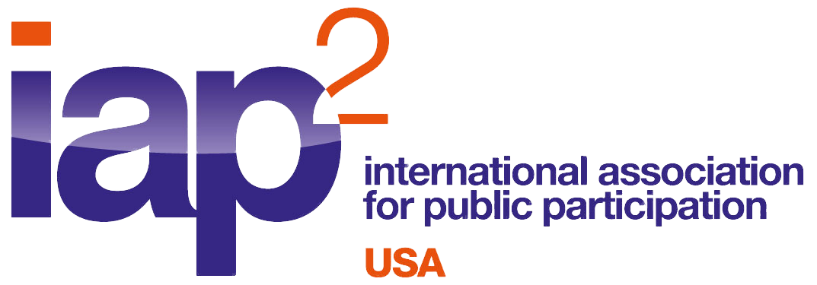 iap2
international association
for public participation
USA